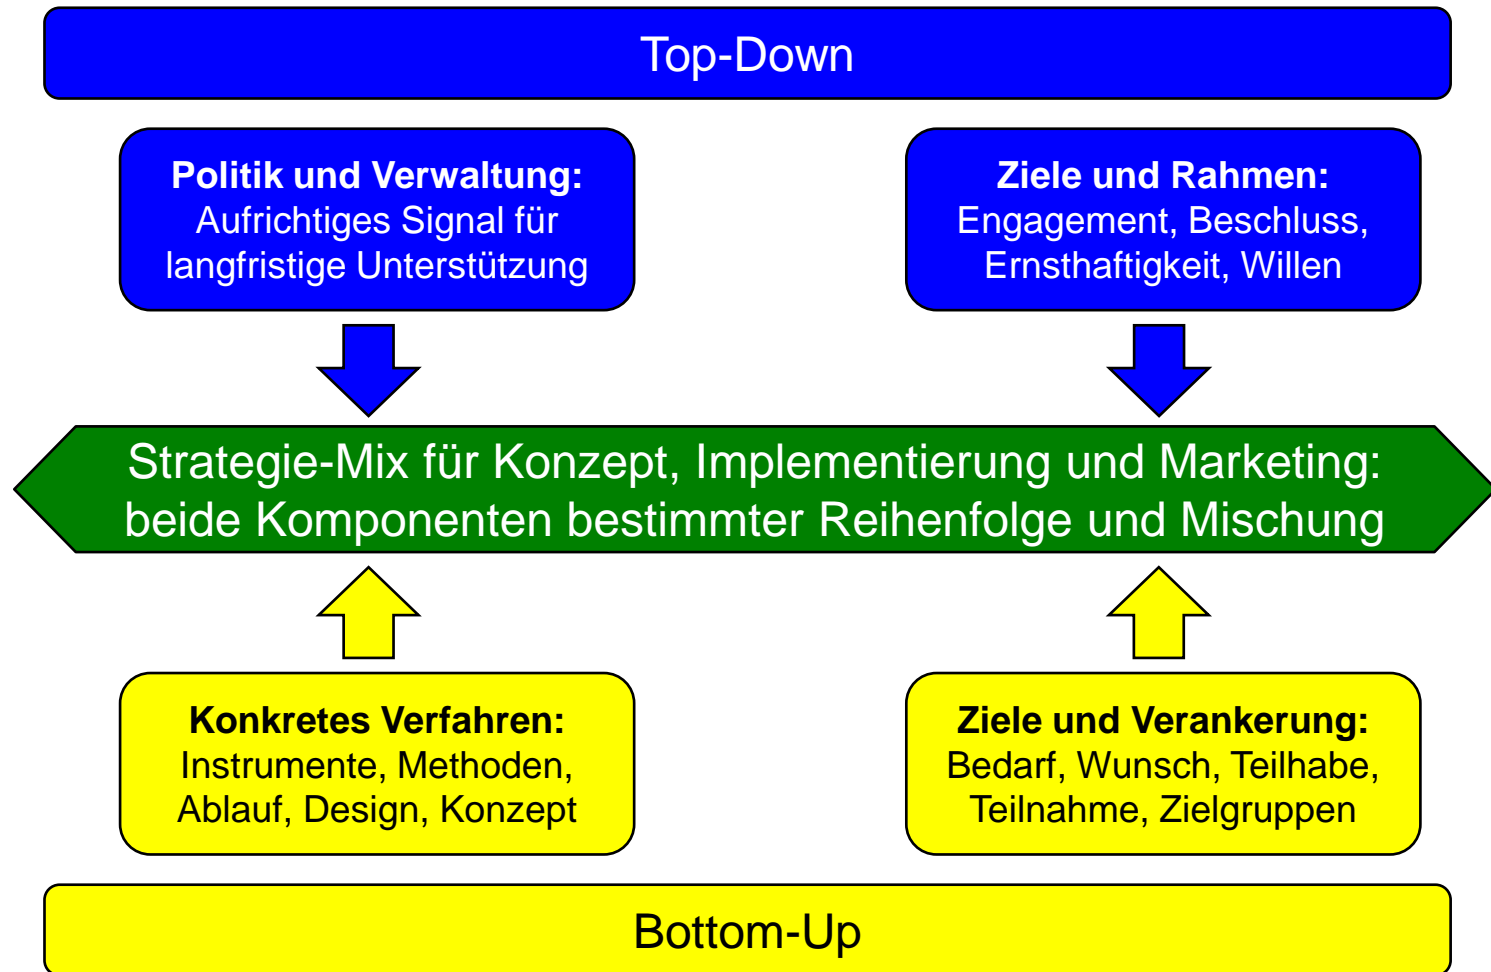 Top-Down
Politik und Verwaltung:
Aufrichtiges Signal für
langfristige Unterstützung
Ziele und Rahmen:
Engagement, Beschluss,
Ernsthaftigkeit, Willen
Strategie-Mix für Konzept, Implementierung und Marketing:
beide Komponenten bestimmter Reihenfolge und Mischung
Konkretes Verfahren:
Instrumente, Methoden,
Ablauf, Design, Konzept
Ziele und Verankerung:
Bedarf, Wunsch, Teilhabe,
Teilnahme, Zielgruppen
Bottom-Up